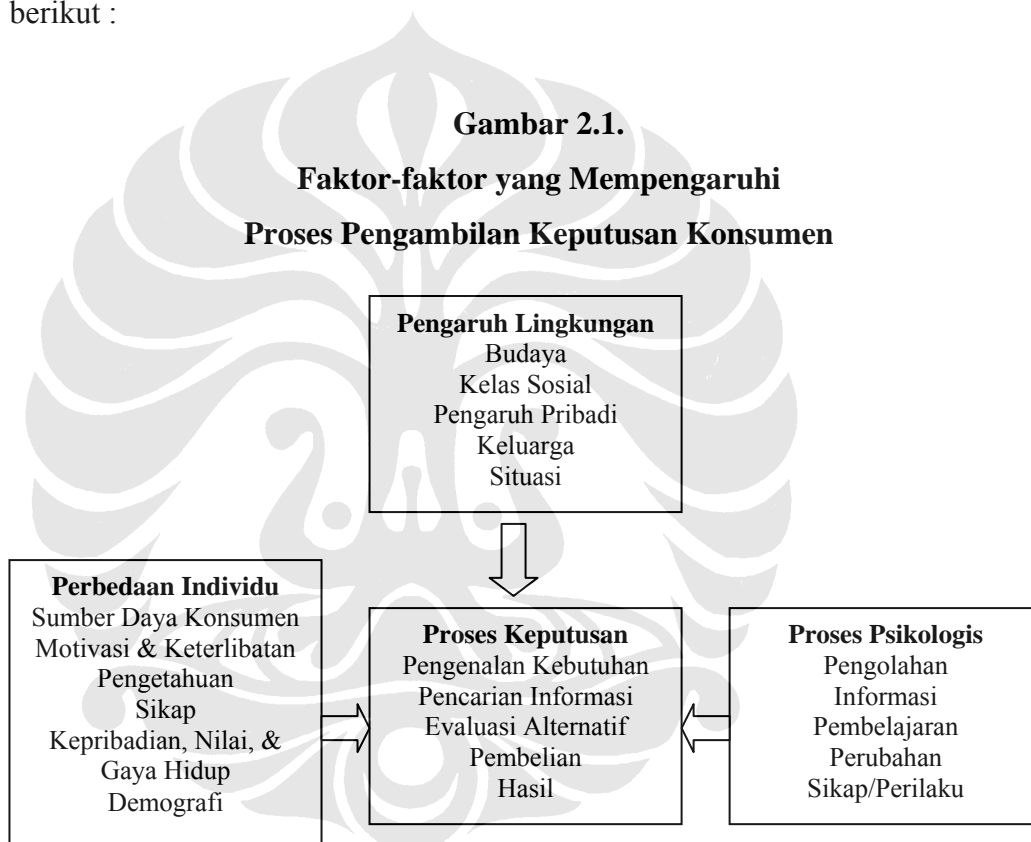 berikut :
Gambar 2.1.
Faktor-faktor yang Mempengaruhi
Proses Pengambilan Keputusan Konsumen
Pengaruh Lingkungan
Budaya
Kelas Sosial
Pengaruh Pribadi
Keluarga
Situasi
Perbedaan Individu
Sumber Daya Konsumen
Motivasi & Keterlibatan
Pengetahuan
Sikap
Kepribadian, Nilai, &
Gaya Hidup
Demografi
Proses Keputusan
Pengenalan Kebutuhan
Pencarian Informasi
Evaluasi Alternatif
Pembelian
Hasil
Proses Psikologis
Pengolahan
Informasi
Pembelajaran
Perubahan
Sikap/Perilaku